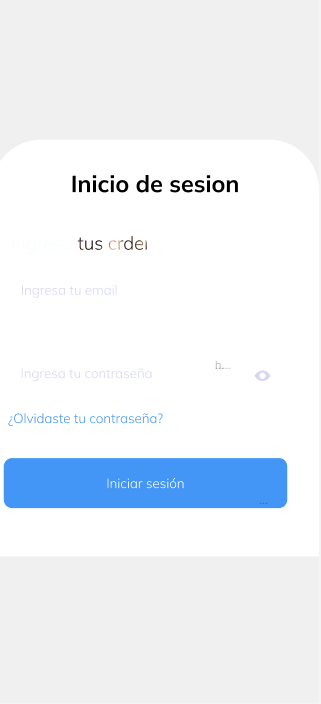 Inicio de sesion
tus
Ingresa tu email
Ingresa tu contraseña
¿Olvidaste tu contraseña?
Iniciar sesión